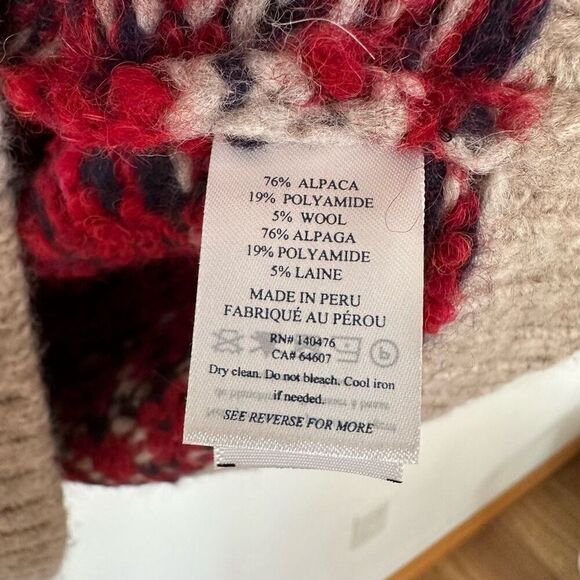 76% ALPACA
19% POLYAMIDE
5% WOOL
76% ALPAGA
19% POLYAMIDE
5% LAINE
MADE IN PERU
FABRIQUÉ AU PÉROU
RN# 140476
CA# 64607
Dry clean. Do not bleach. Cool iron
if needed.
SEE REVERSE FOR MORE